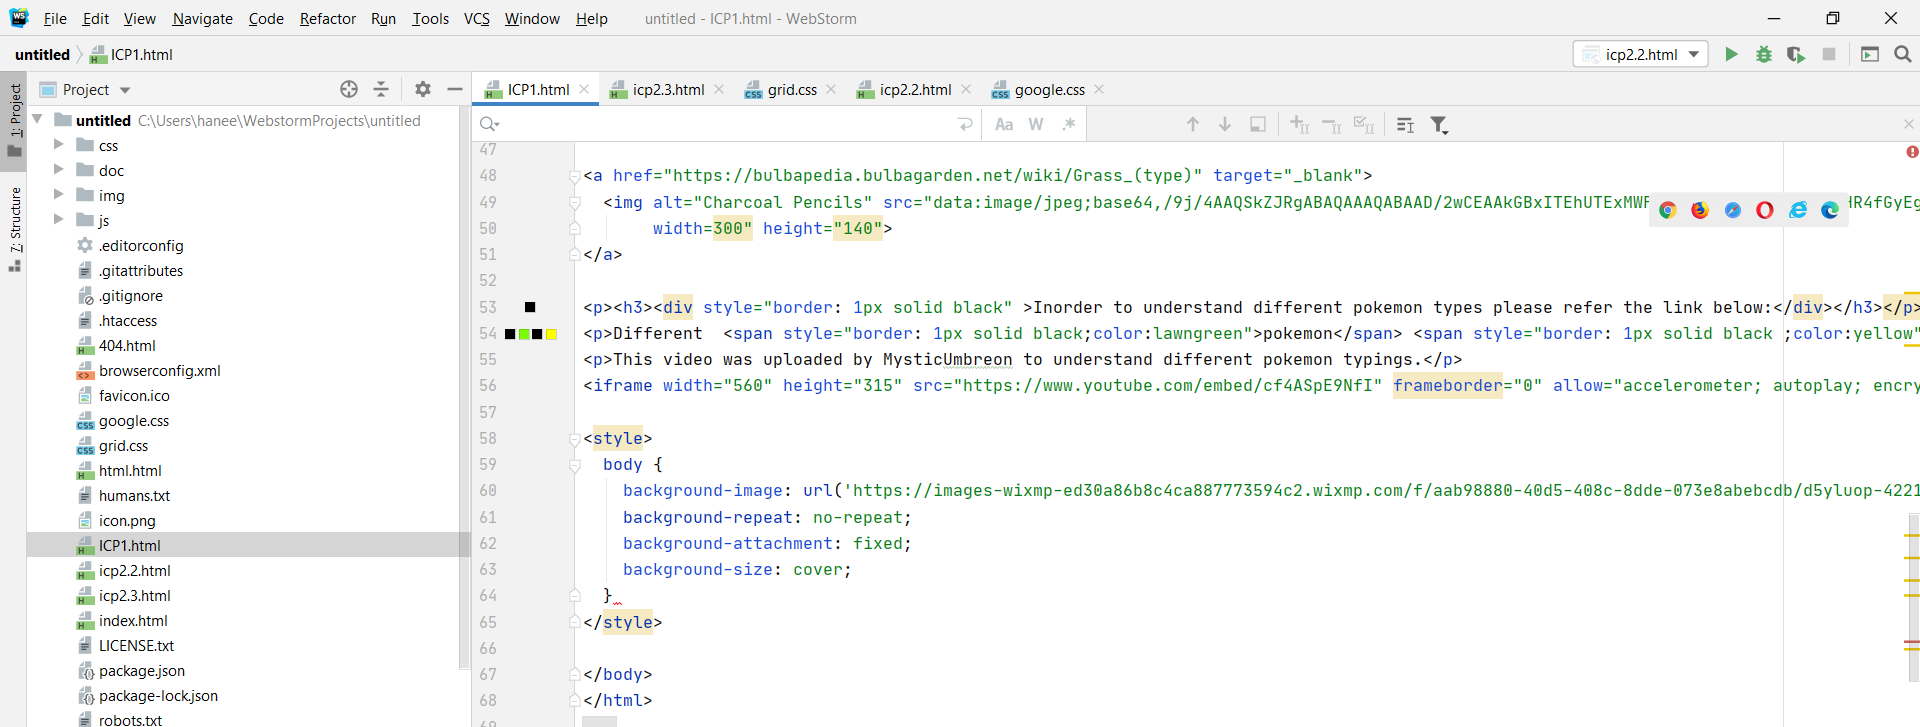 WS File Edit View Navigate Code Refactor Run Tools VCS Window Help untitled - ICP1.html - WebStorm
untitled ICP1.html icp2.2.html
1: Project
7: Structure
Project
untitled C:\Users\hanee\WebstormProjects\untitled
css
doc
img
js
.editorconfig
.gitattributes
.gitignore
.htaccess
404.html
browserconfig.xml
favicon.ico
google.css
grid.css
html.html
humans.txt
icon.png
ICP1.html
icp2.2.html
icp2.3.html
index.html
LICENSE.txt
package.json
package-lock.json
robots.txt
ICP1.html icp2.3.html grid.css icp2.2.html google.css
Aa W .*
47
48 <a href="https://bulbapedia.bulbagarden.net/wiki/Grass_(type)" target="_blank">
49 <img alt="Charcoal Pencils" src="data:image/jpeg;base64,/9j/4AAQSkZJRgABAQAAAQABAAD/2wCEAAkGBxITEhUTExMWF HR4fGyEg
50 width=300" height="140">
51 </a>
52
53 <p><h3><div style="border: 1px solid black" >Inorder to understand different pokemon types please refer the link below:</div></h3></p>
54 <p>Different <span style="border: 1px solid black;color:lawngreen">pokemon</span> <span style="border: 1px solid black ;color:yellow"
55 <p>This video was uploaded by MysticUmbreon to understand different pokemon typings.</p>
56 <iframe width="560" height="315" src="https://www.youtube.com/embed/cf4ASpE9NfI" frameborder="0" allow="accelerometer; autoplay; encry
57
58 <style>
59 body {
60 background-image: url('https://images-wixmp-ed30a86b8c4ca887773594c2.wixmp.com/f/aab98880-40d5-408c-8dde-073e8abebcdb/d5yluop-4221
61 background-repeat: no-repeat;
62 background-attachment: fixed;
63 background-size: cover;
64 }
65 </style>
66
67 </body>
68 </html>
69